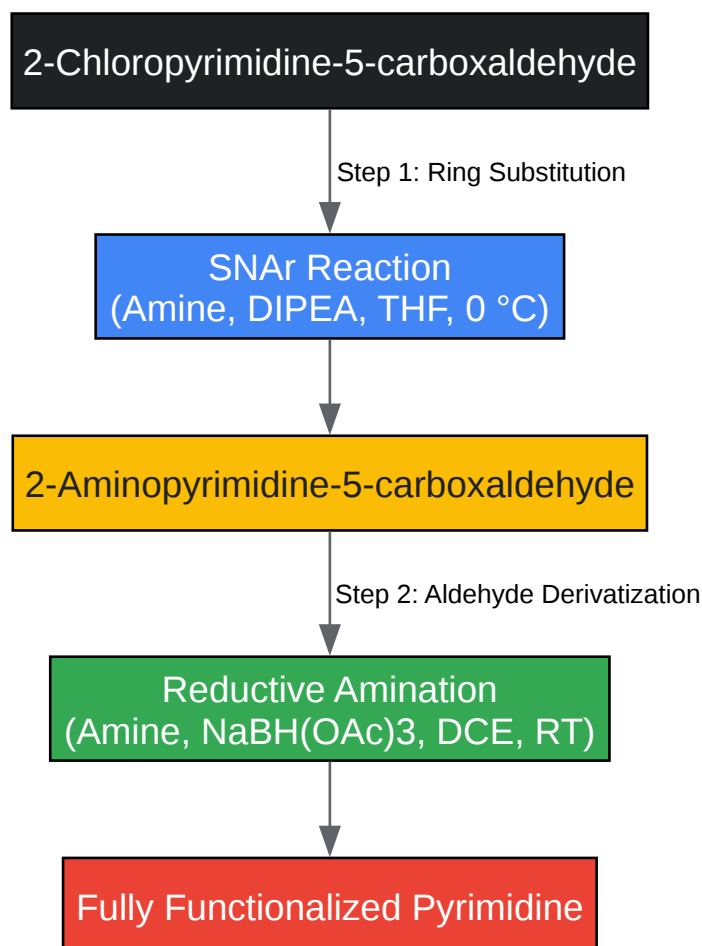 2-Chloropyrimidine-5-carboxaldehyde
Step 1: Ring Substitution
SNAr Reaction
(Amine, DIPEA, THF, 0 °C)
2-Aminopyrimidine-5-carboxaldehyde
Step 2: Aldehyde Derivatization
Reductive Amination
(Amine, NaBH(OAc)3, DCE, RT)
Fully Functionalized Pyrimidine